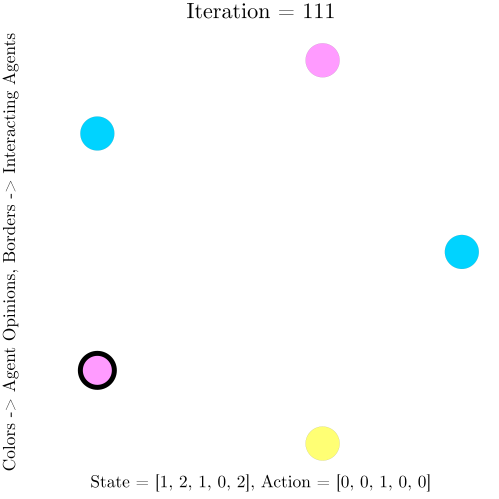 Iteration = 111
Colors -> Agent Opinions, Borders -> Interacting Agents
State = [1, 2, 1, 0, 2], Action = [0, 0, 1, 0, 0]